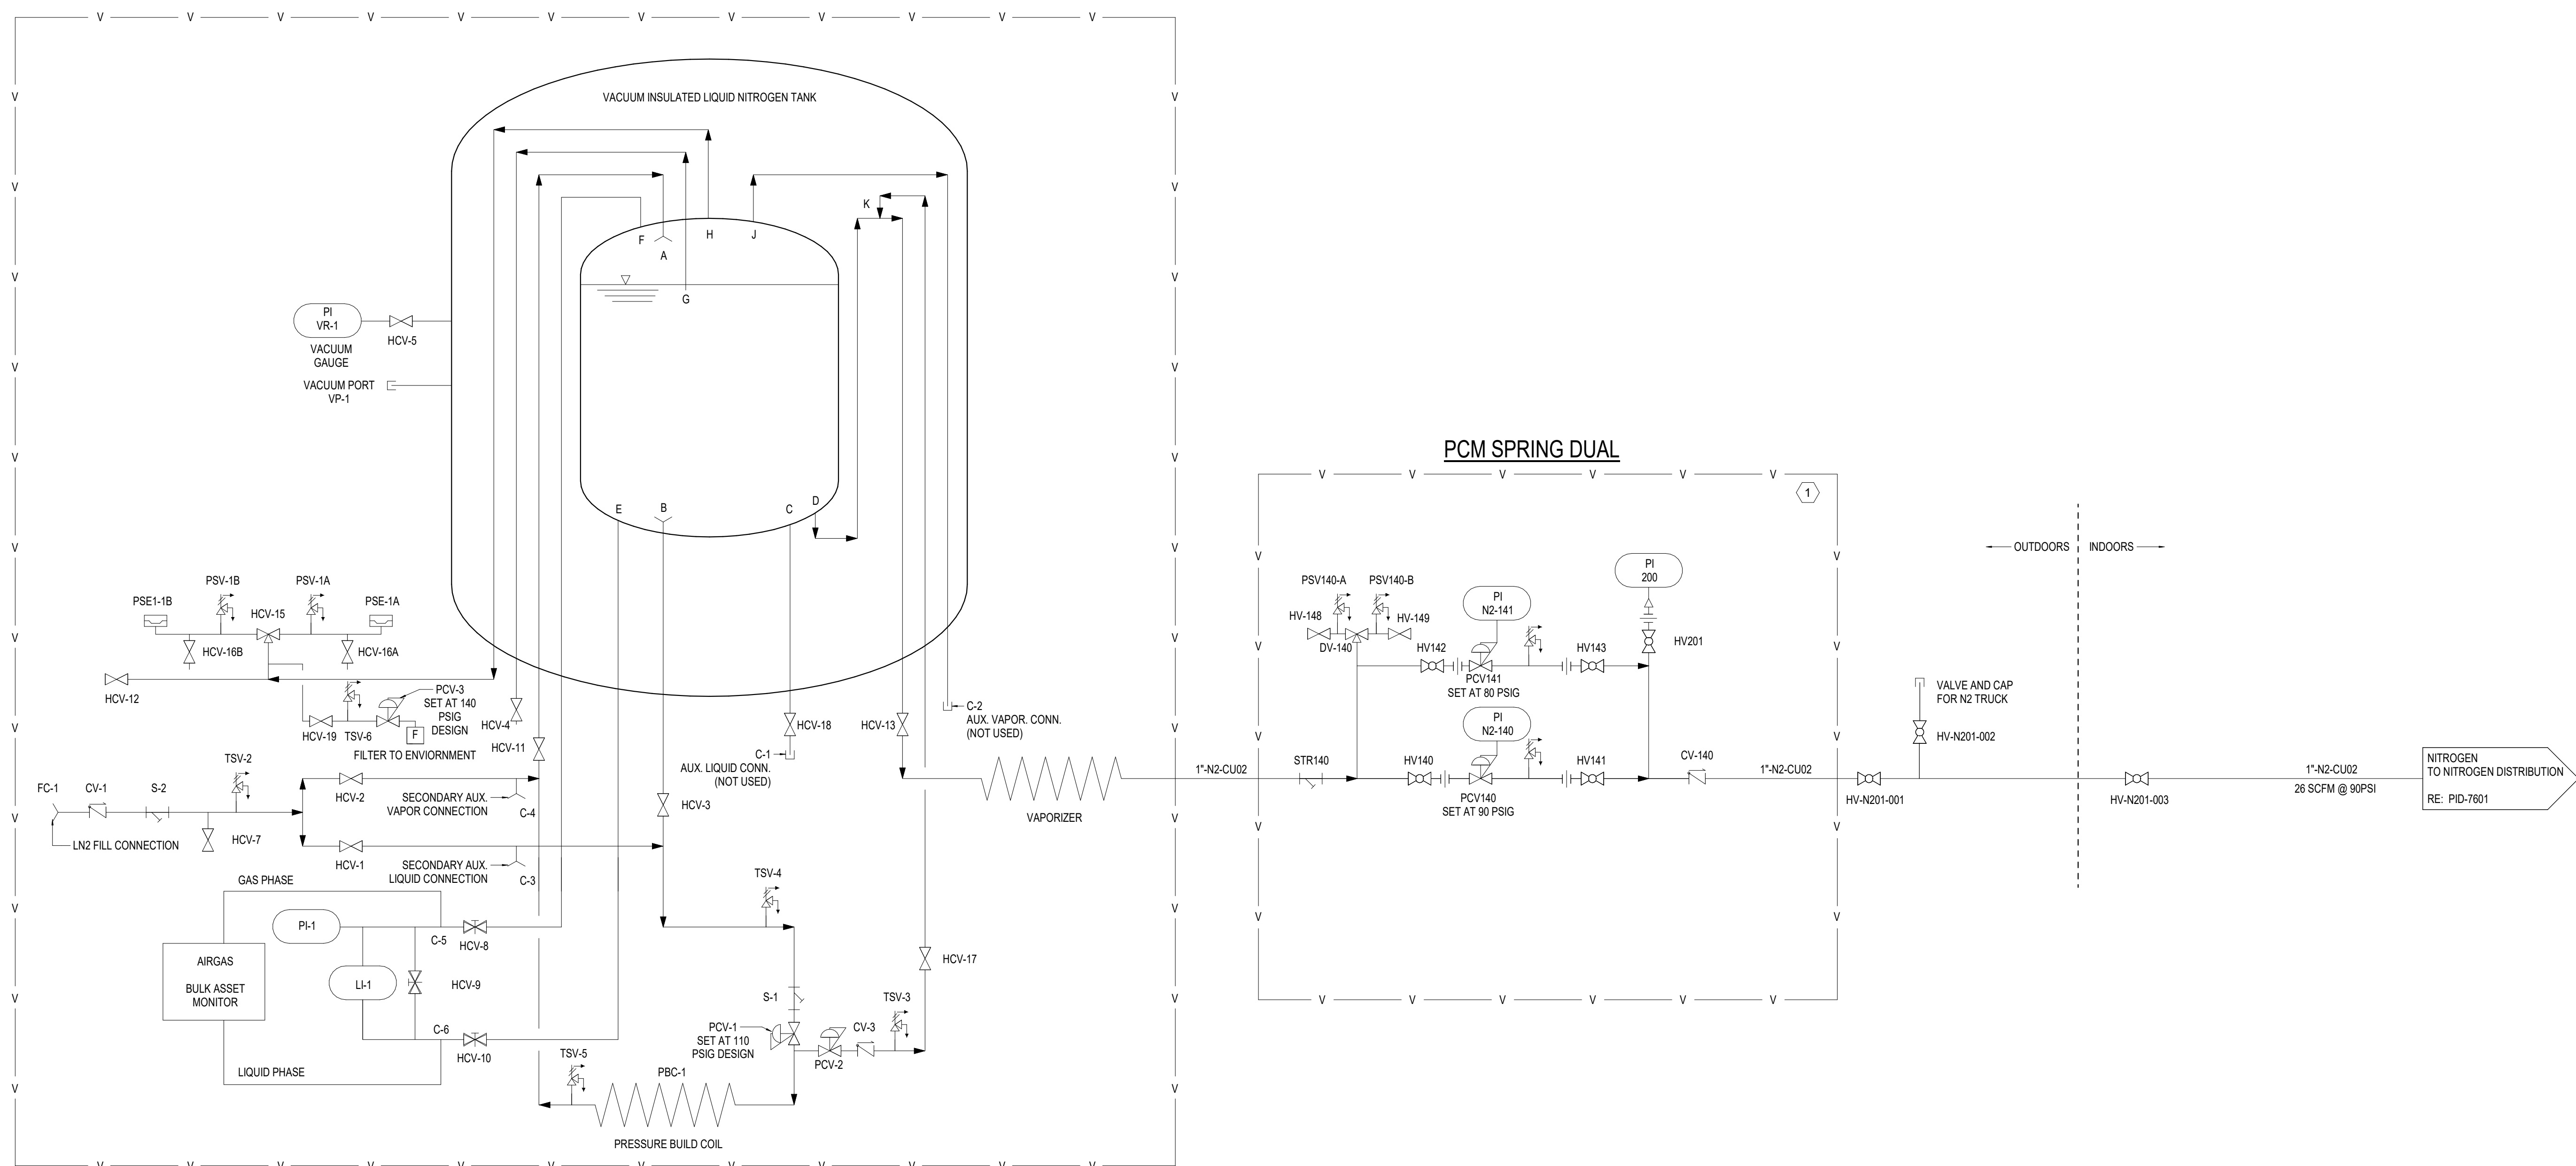 VACUUM INSULATED LIQUID NITROGEN TANK
K
F
A
H
J
G
PI
VR-1
HCV-5
VACUUM
GAUGE
VACUUM PORT
VP-1
E
B
C
D
PSE1-1B
PSV-1B
HCV-15
PSV-1A
PSE-1A
HCV-16B
HCV-16A
HCV-12
PCV-3
SET AT 140
PSIG
DESIGN
HCV-19
TSV-6
F
FILTER TO ENVIORNMENT
HCV-4
HCV-11
HCV-18
C-1
AUX. LIQUID CONN.
(NOT USED)
HCV-13
C-2
AUX. VAPOR. CONN.
(NOT USED)
FC-1
CV-1
S-2
TSV-2
HCV-7
LN2 FILL CONNECTION
HCV-2
HCV-1
SECONDARY AUX.
VAPOR CONNECTION
C-4
SECONDARY AUX.
LIQUID CONNECTION
C-3
HCV-3
VAPORIZER
GAS PHASE
PI-1
C-5
HCV-8
AIRGAS
BULK ASSET
MONITOR
LI-1
HCV-9
C-6
HCV-10
LIQUID PHASE
TSV-4
S-1
PCV-1
SET AT 110
PSIG DESIGN
PCV-2
CV-3
TSV-3
HCV-17
TSV-5
PBC-1
PRESSURE BUILD COIL
1"-N2-CU02
PCM SPRING DUAL
1
PSV140-A
PSV140-B
HV-148
HV-149
DV-140
HV142
PI
N2-141
PCV141
SET AT 80 PSIG
HV143
PI
200
HV201
STR140
HV140
PI
N2-140
PCV140
SET AT 90 PSIG
HV141
CV-140
1"-N2-CU02
HV-N201-001
VALVE AND CAP
FOR N2 TRUCK
HV-N201-002
OUTDOORS
INDOORS
HV-N201-003
1"-N2-CU02
26 SCFM @ 90PSI
NITROGEN
TO NITROGEN DISTRIBUTION
RE: PID-7601